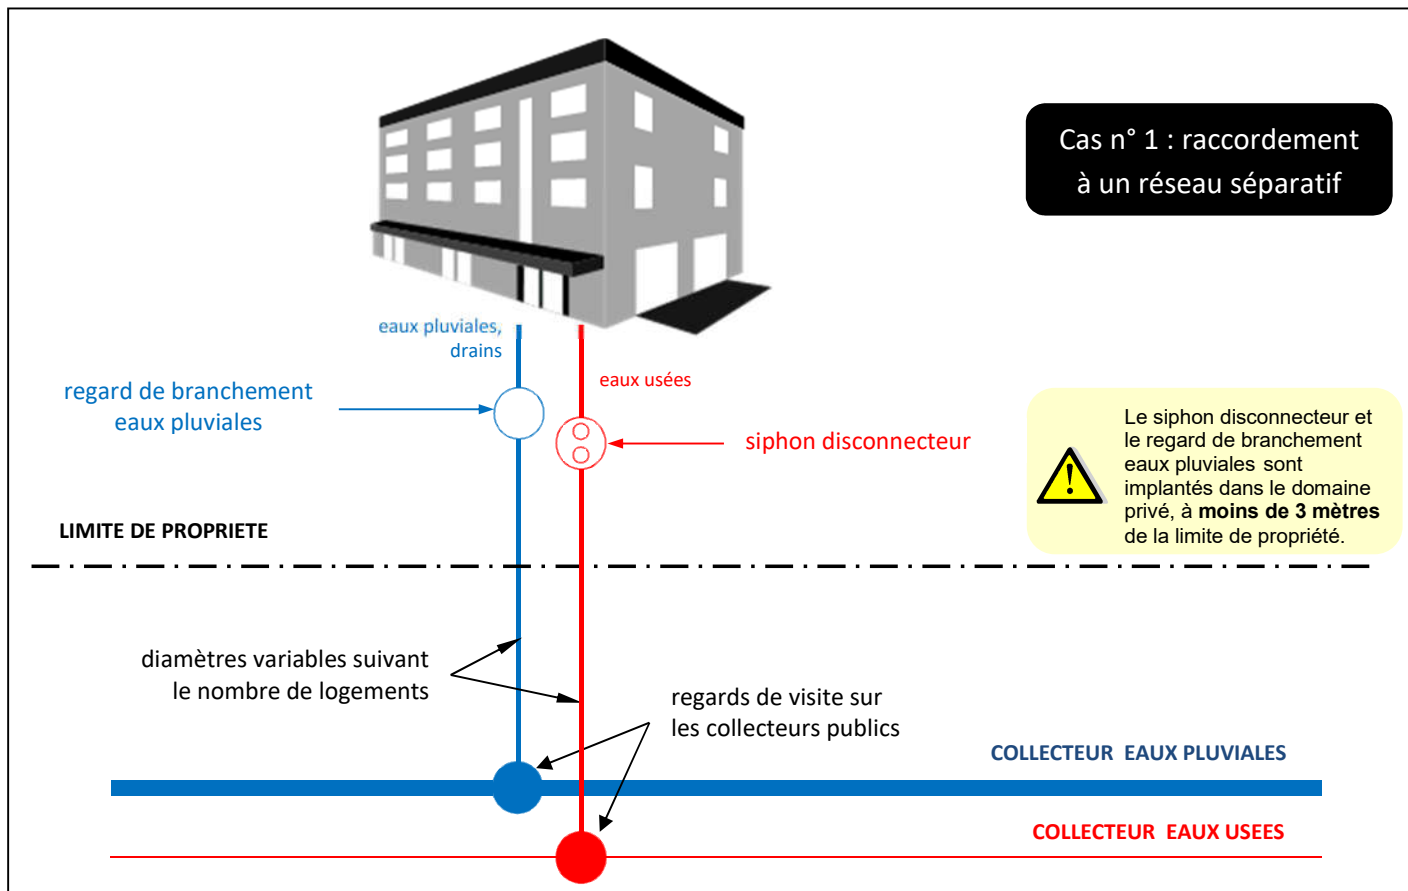 Cas n° 1 : raccordement
à un réseau séparatif
eaux pluviales,
drains
eaux usées
regard de branchement
eaux pluviales
siphon disconnecteur
Le siphon disconnecteur et
le regard de branchement
eaux pluviales sont
implantés dans le domaine
privé, à moins de 3 mètres
de la limite de propriété.
LIMITE DE PROPRIETE
diamètres variables suivant
le nombre de logements
regards de visite sur
les collecteurs publics
COLLECTEUR EAUX PLUVIALES
COLLECTEUR EAUX USEES